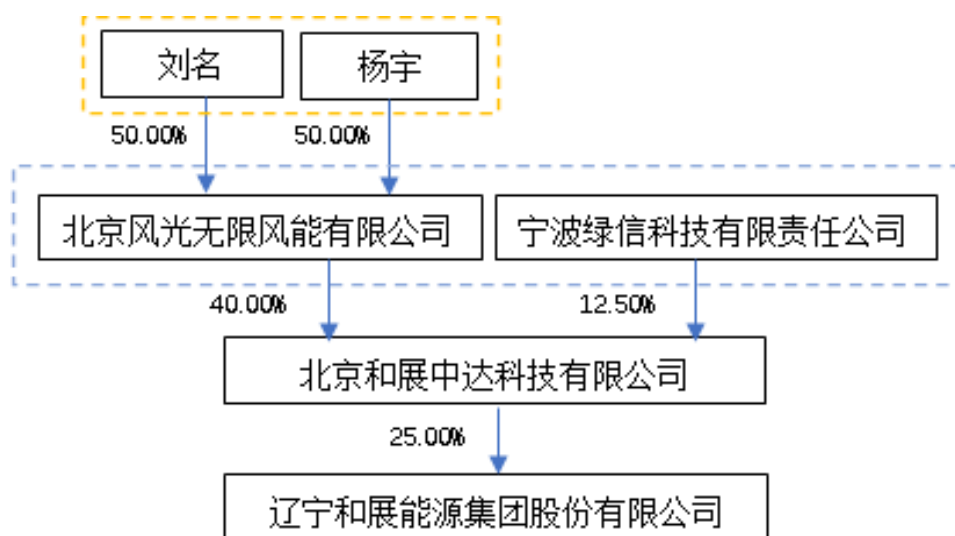 刘名
杨宇
50.00%
50.00%
北京风光无限风能有限公司
宁波绿信科技有限责任公司
40.00%
12.50%
北京和展中达科技有限公司
25.00%
辽宁和展能源集团股份有限公司